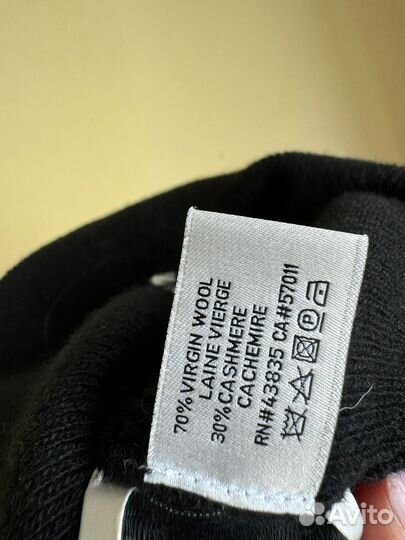 70% VIRGIN WOOL
LAINE VIERGE
30% CASHMERE
CACHEMIRE
RN#43835 CA#57011
Avito